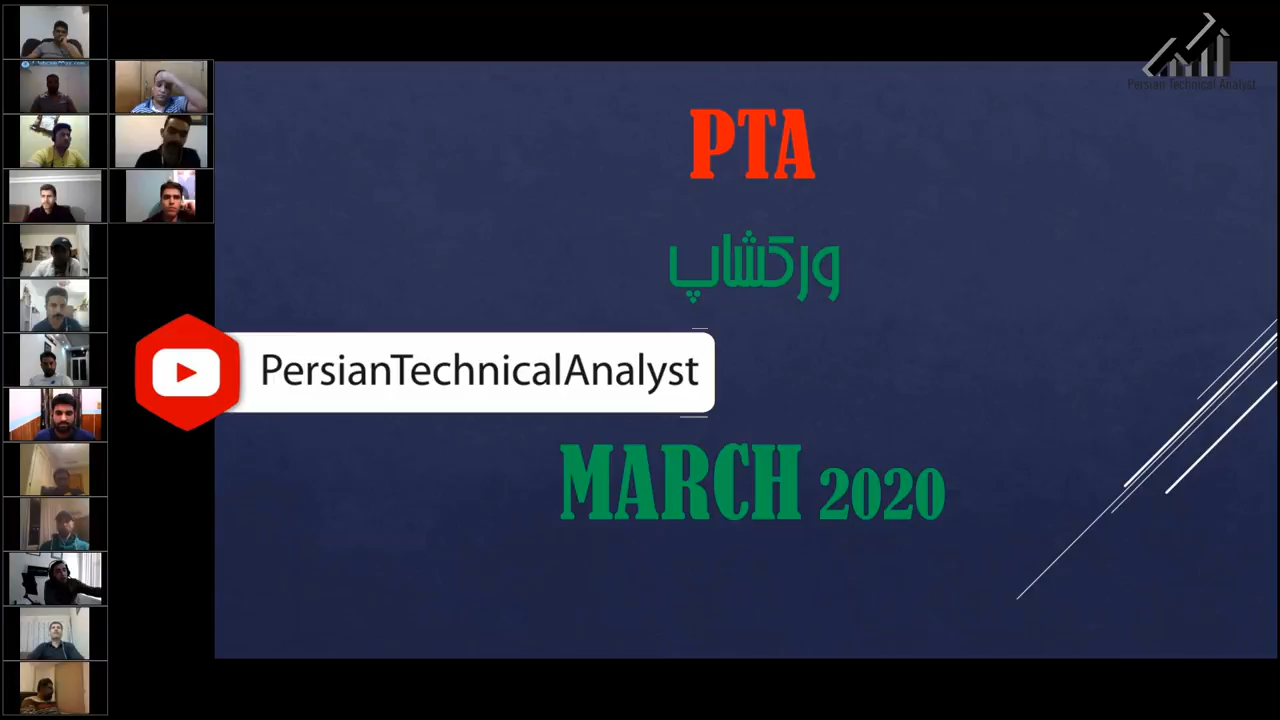 Persian Technical Analyst
PTA
ورکشاپ
PersianTechnicalAnalyst
MARCH 2020